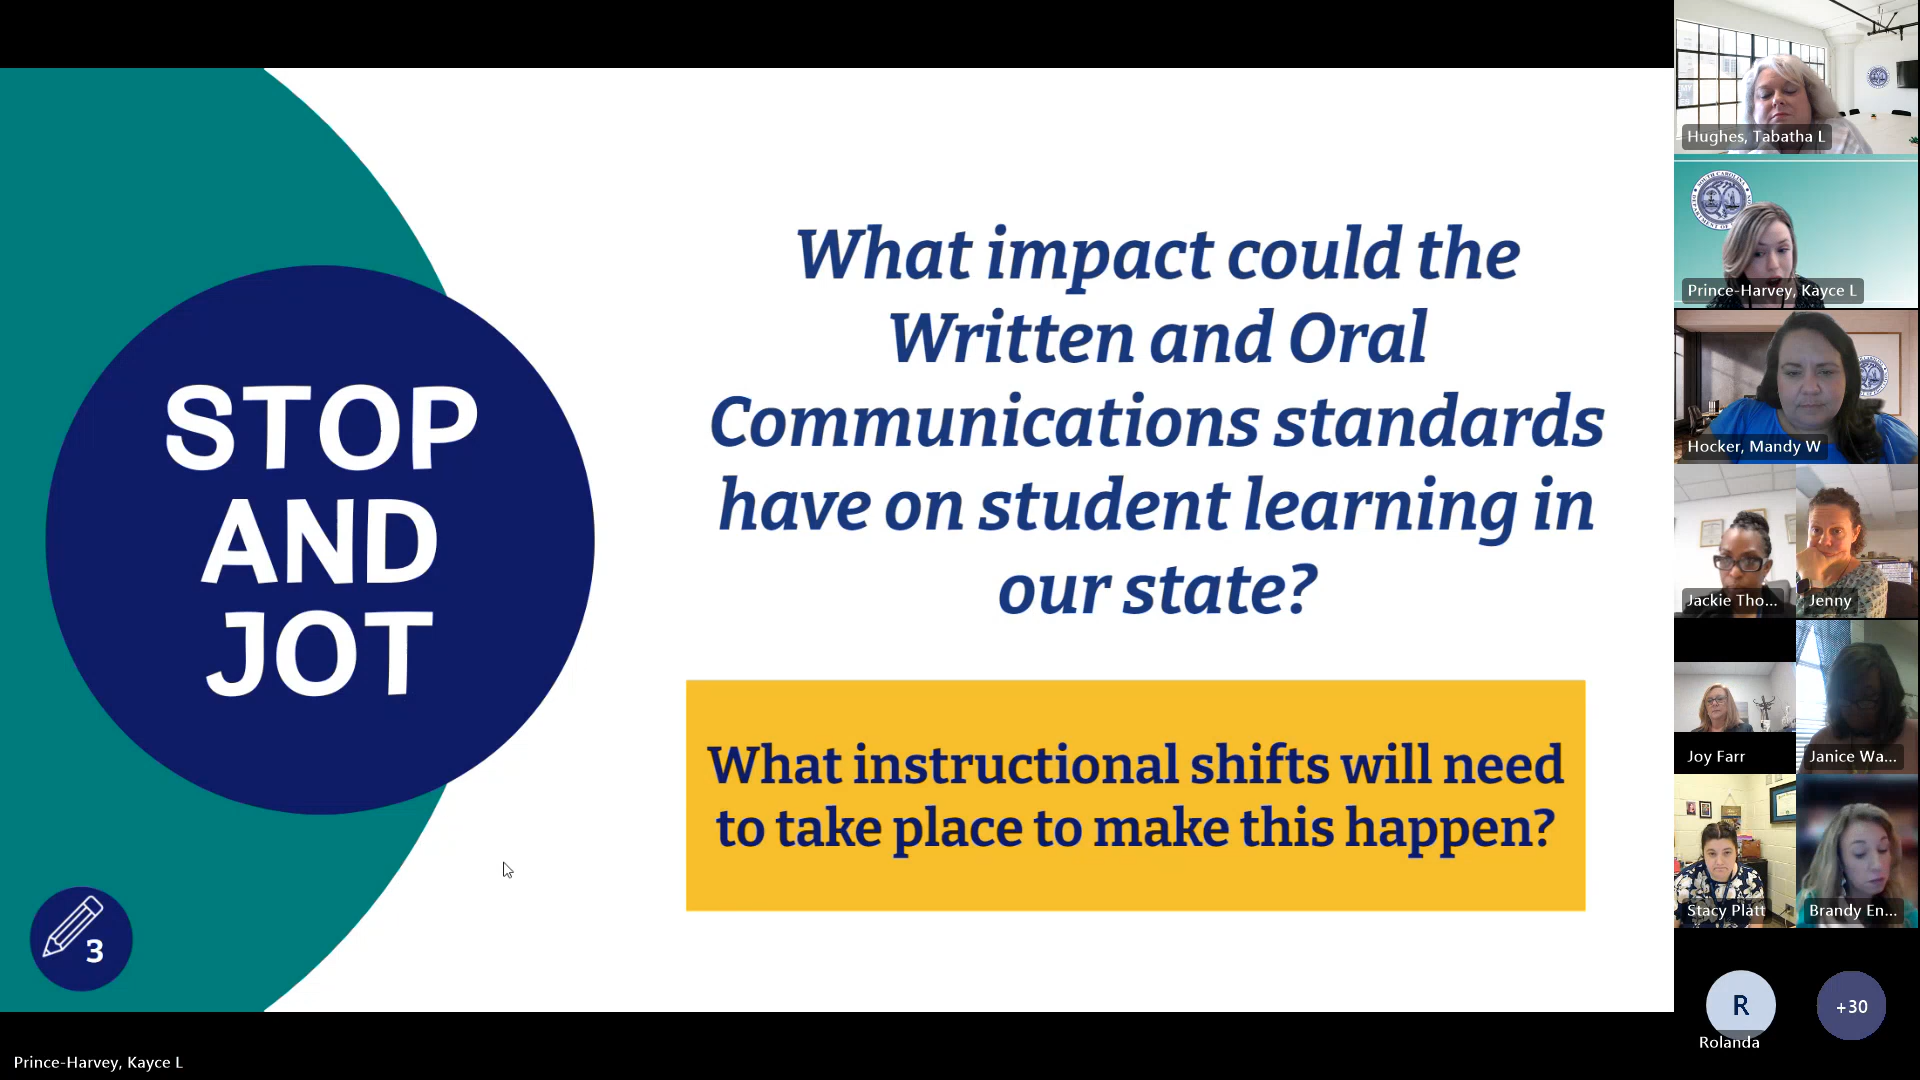 STOP
AND
JOT
3
What impact could the
Written and Oral
Communications standards
have on student learning in
our state?
What instructional shifts will need
to take place to make this happen?
Prince-Harvey, Kayce L
Hughes, Tabatha L
Prince-Harvey, Kayce L
Hocker, Mandy W
Jackie Tho...
Jenny
Joy Farr
Janice Wa...
Stacy Platt
Brandy En...
R
Rolanda
+30